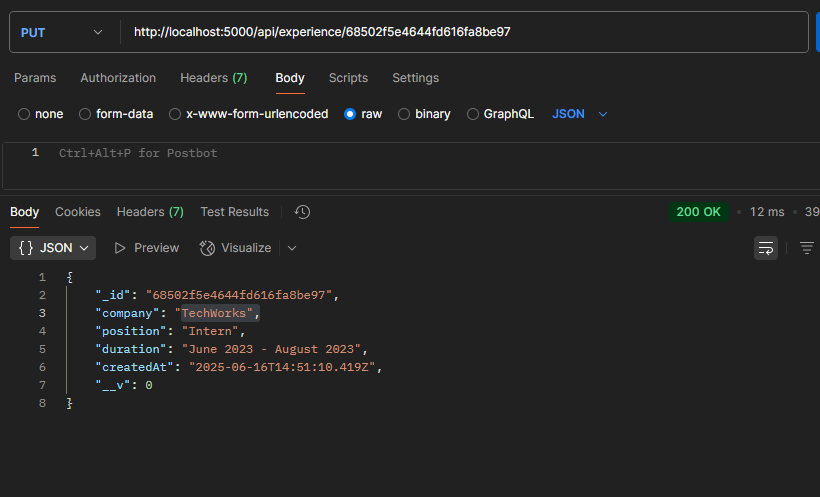 PUT http://localhost:5000/api/experience/68502f5e4644fd616fa8be97
Params Authorization Headers (7) Body Scripts Settings
none form-data x-www-form-urlencoded raw binary GraphQL JSON
1 Ctrl+Alt+P for Postbot
Body Cookies Headers (7) Test Results 200 OK • 12 ms • 39
{} JSON Preview Visualize
1 {
2 "_id": "68502f5e4644fd616fa8be97",
3 "company": "TechWorks",
4 "position": "Intern",
5 "duration": "June 2023 - August 2023",
6 "createdAt": "2025-06-16T14:51:10.419Z",
7 "__v": 0
8 }